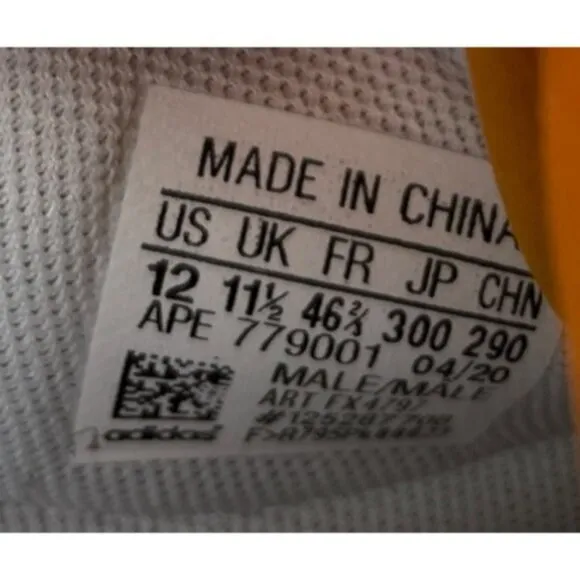 MADE IN CHINA
US UK FR JP CHN
12 11½ 46⅔ 300 290
APE 779001 04/20
MALE/MALE
ART FX4797
adidas